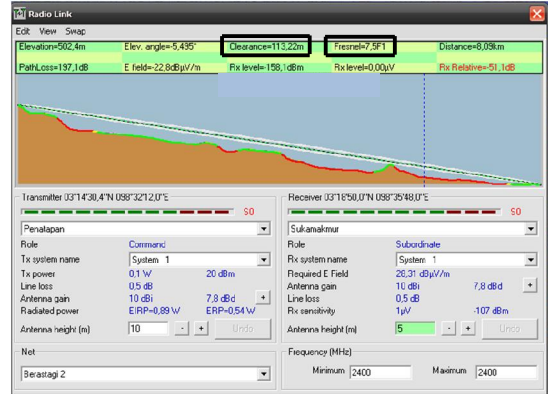 Radio Link
Edit View Swap
Elevation=502,4m Elev. angle=-5,495° Clearance=113,22m Fresnel=7,5F1 Distance=8,09km
PathLoss=197,1dB E field=-22,8dBµV/m Rx level=-158,1dBm Rx level=0,00µV Rx Relative=-51,1dB
Transmitter 03°14'30,4"N 098°32'12,0"E
S0
Penatapan
Role Command
Tx system name System 1
Tx power 0,1 W 20 dBm
Line loss 0,5 dB
Antenna gain 10 dBi 7,8 dBd +
Radiated power EIRP=0,89 W ERP=0,54 W
Antenna height (m) 10 - + Undo
Net
Berastagi 2
Receiver 03°18'50,0"N 098°35'48,0"E
S0
Sukamakmur
Role Subordinate
Rx system name System 1
Required E Field 28,31 dBµV/m
Antenna gain 10 dBi 7,8 dBd +
Line loss 0,5 dB
Rx sensitivity 1µV -107 dBm
Antenna height (m) 5 - + Undo
Frequency (MHz)
Minimum 2400 Maximum 2400